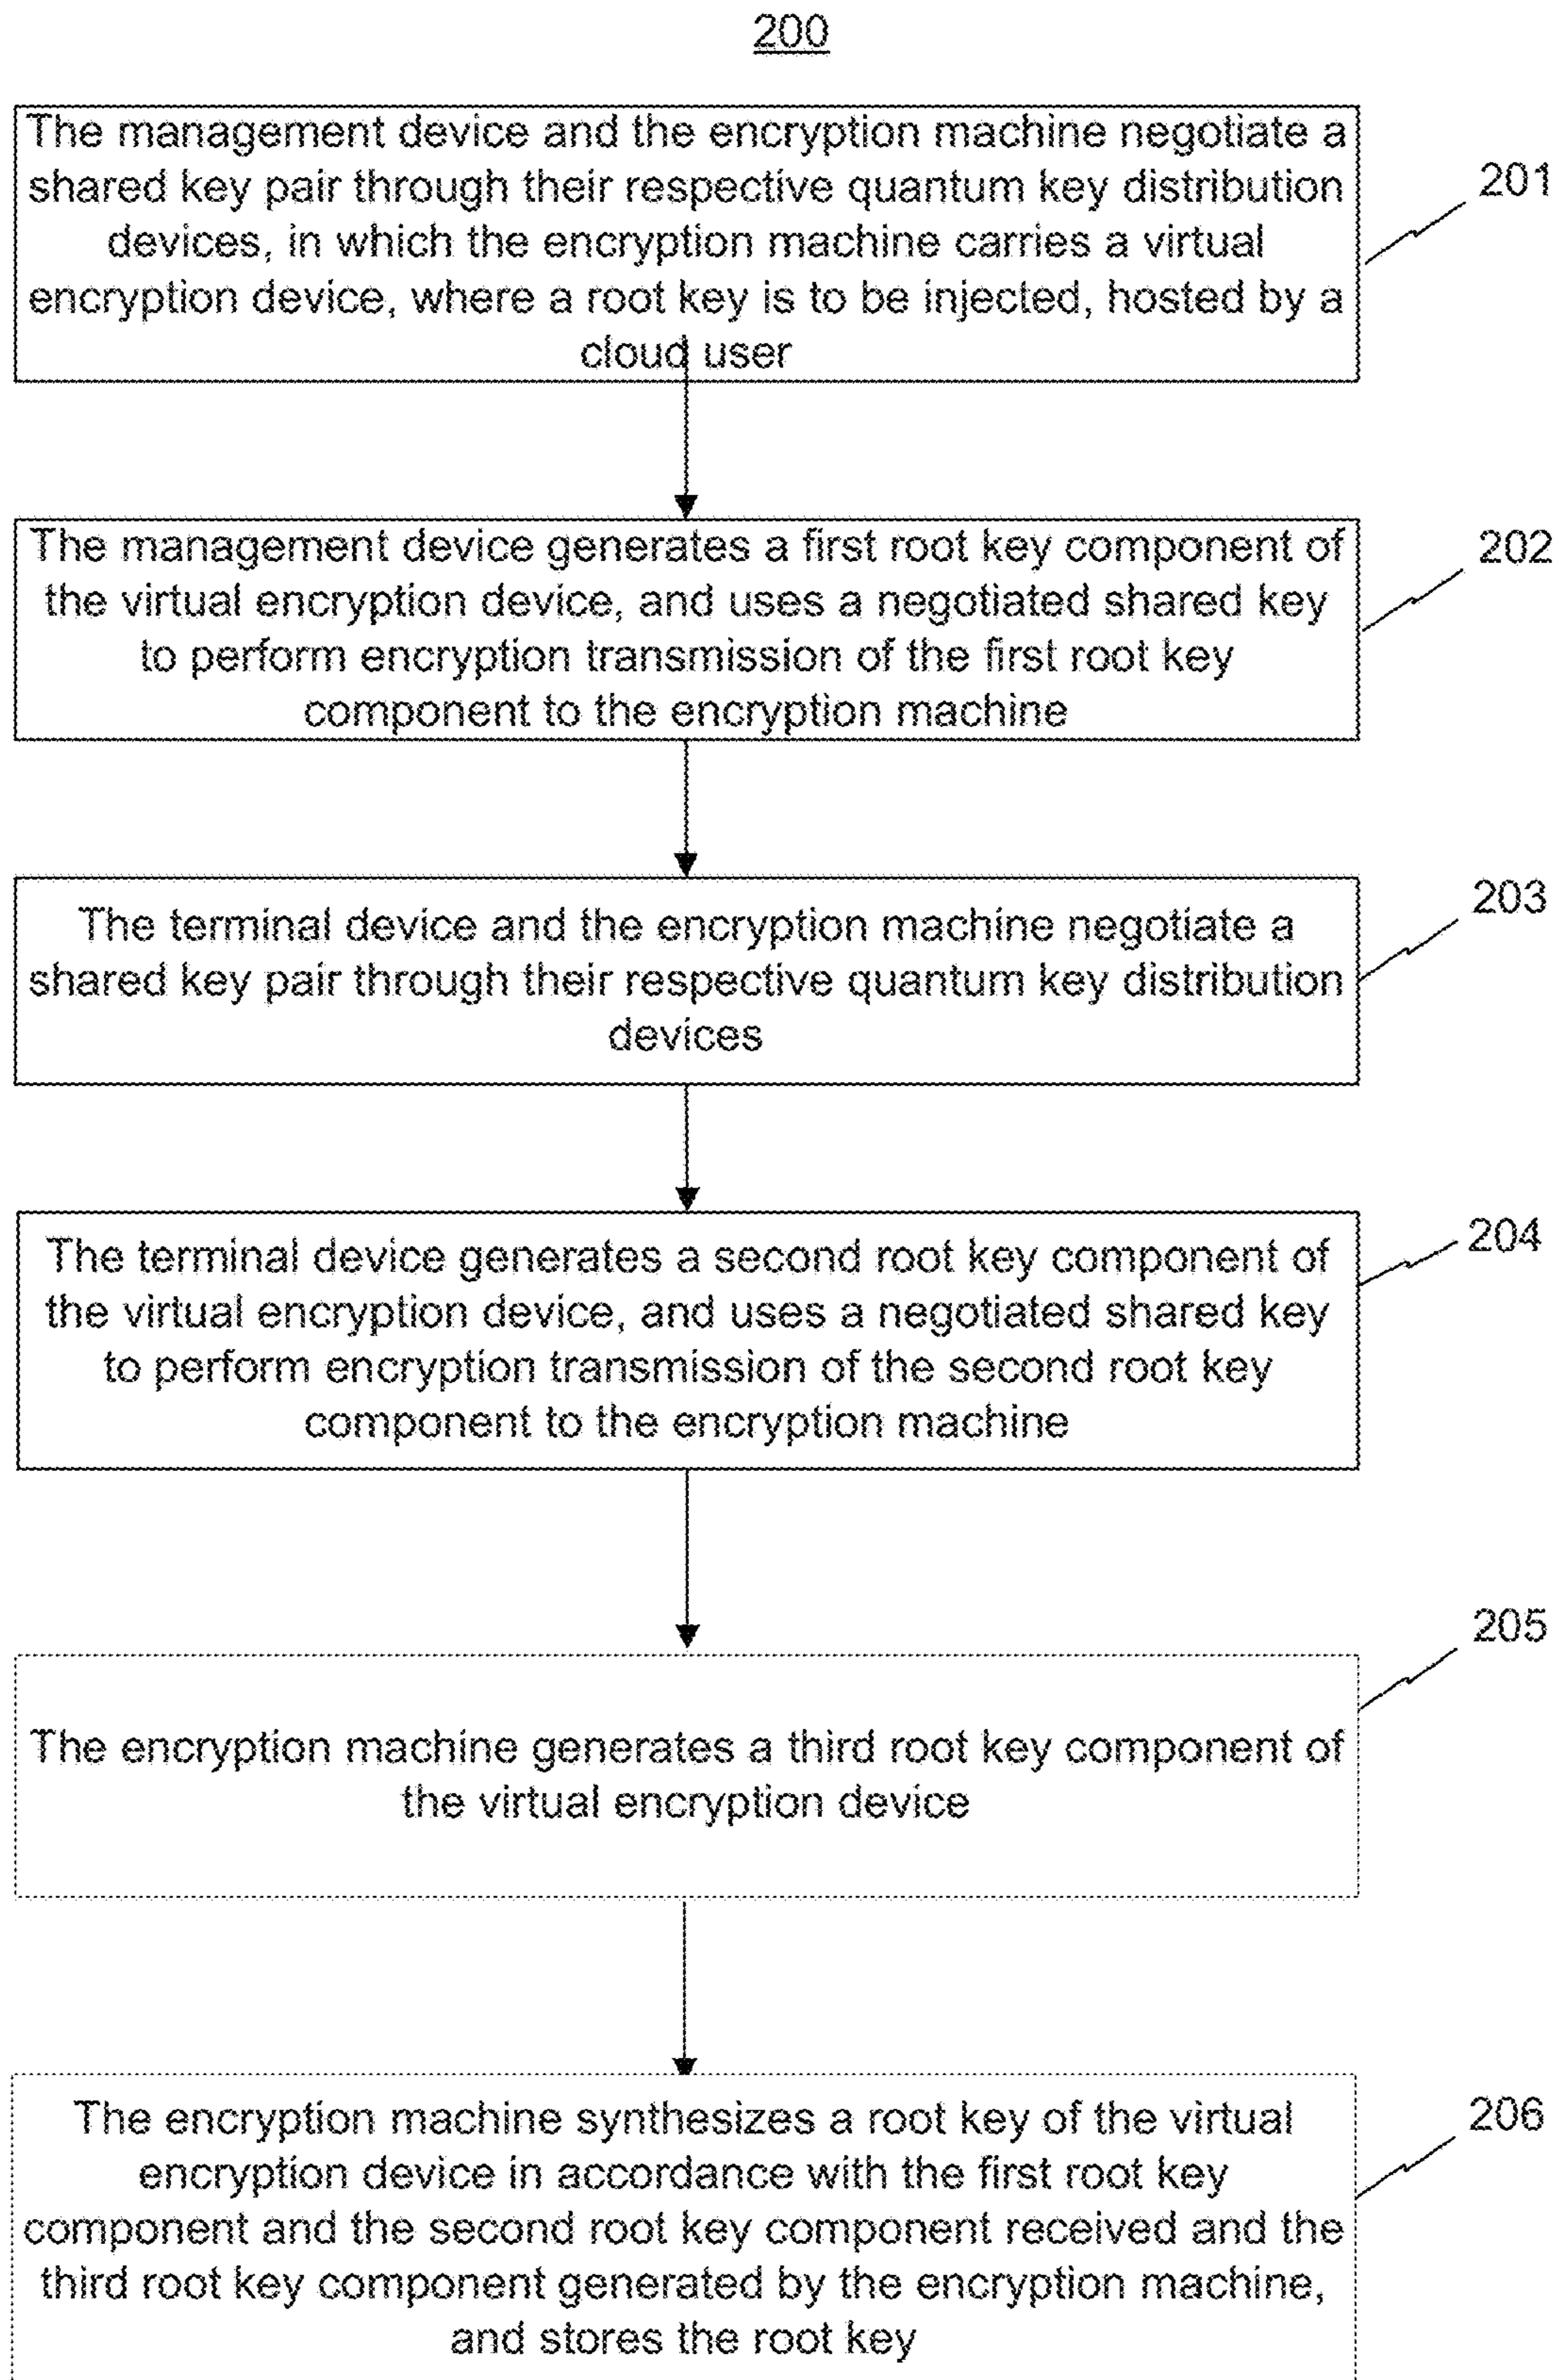 200
The management device and the encryption machine negotiate a
shared key pair through their respective quantum key distribution
devices, in which the encryption machine carries a virtual
encryption device, where a root key is to be injected, hosted by a
cloud user
201
The management device generates a first root key component of
the virtual encryption device, and uses a negotiated shared key
to perform encryption transmission of the first root key
component to the encryption machine
202
The terminal device and the encryption machine negotiate a
shared key pair through their respective quantum key distribution
devices
203
The terminal device generates a second root key component of
the virtual encryption device, and uses a negotiated shared key
to perform encryption transmission of the second root key
component to the encryption machine
204
The encryption machine generates a third root key component of
the virtual encryption device
205
The encryption machine synthesizes a root key of the virtual
encryption device in accordance with the first root key
component and the second root key component received and the
third root key component generated by the encryption machine,
and stores the root key
206